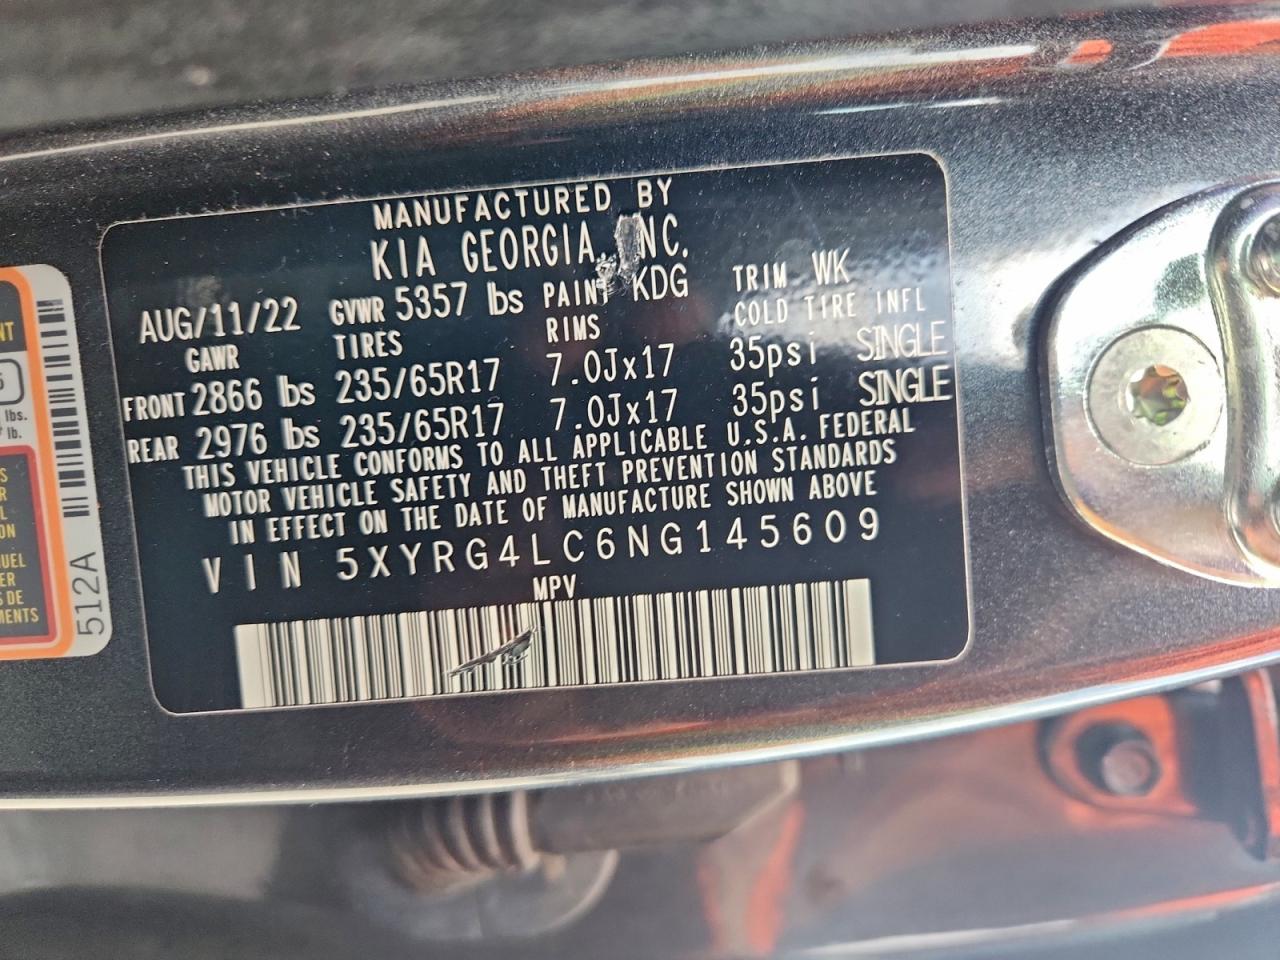 MANUFACTURED BY
KIA GEORGIA, INC.
AUG/11/22 GVWR 5357 lbs PAINT KDG TRIM WK
GAWR TIRES RIMS COLD TIRE INFL
FRONT 2866 lbs 235/65R17 7.0Jx17 35psi SINGLE
REAR 2976 lbs 235/65R17 7.0Jx17 35psi SINGLE
THIS VEHICLE CONFORMS TO ALL APPLICABLE U.S.A. FEDERAL
MOTOR VEHICLE SAFETY AND THEFT PREVENTION STANDARDS
IN EFFECT ON THE DATE OF MANUFACTURE SHOWN ABOVE
VIN 5XYRG4LC6NG145609
MPV
512A
lbs.
lb.